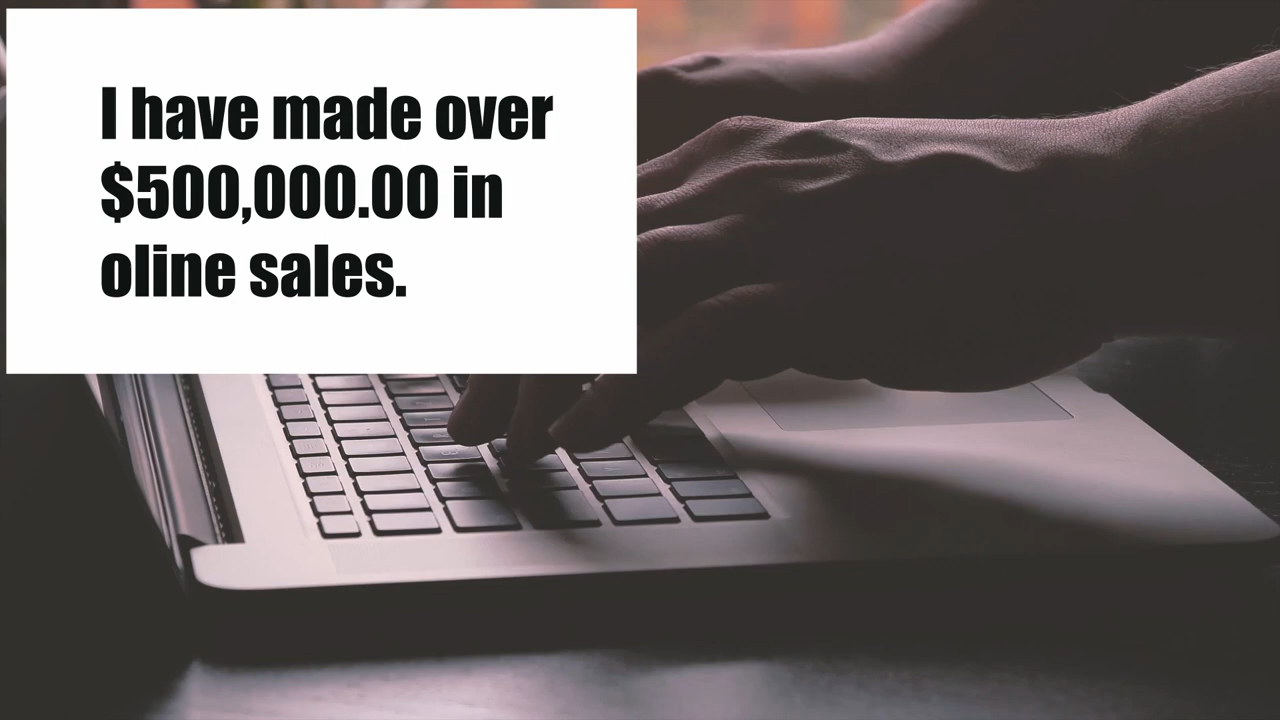 I have made over
$500,000.00 in
oline sales.